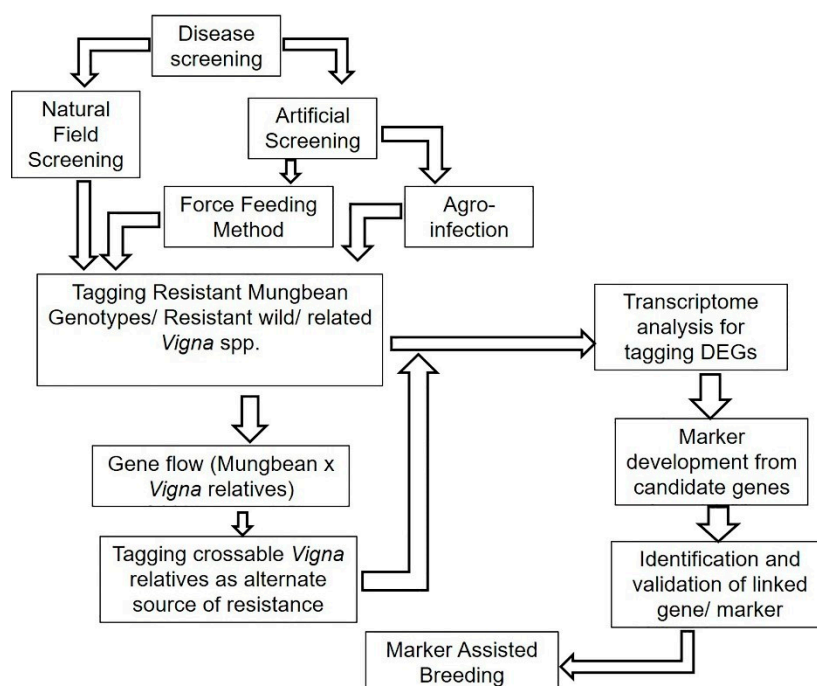 Disease
screening
Natural
Field
Screening
Artificial
Screening
Force Feeding
Method
Agro-
infection
Tagging Resistant Mungbean
Genotypes/ Resistant wild/ related
Vigna spp.
Gene flow (Mungbean x
Vigna relatives)
Tagging crossable Vigna
relatives as alternate
source of resistance
Transcriptome
analysis for
tagging DEGs
Marker
development from
candidate genes
Identification and
validation of linked
gene/ marker
Marker Assisted
Breeding